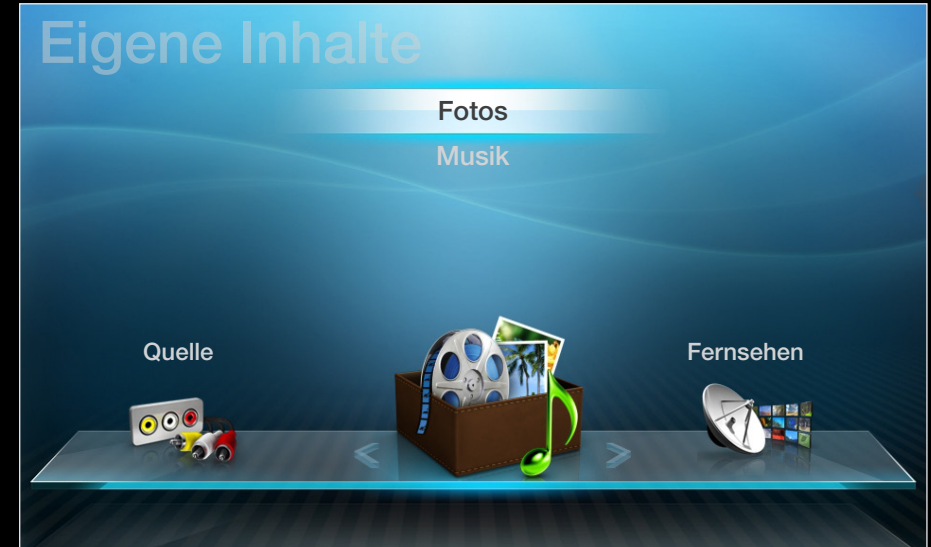 Eigene Inhalte
Fotos
Musik
Quelle
Fernsehen